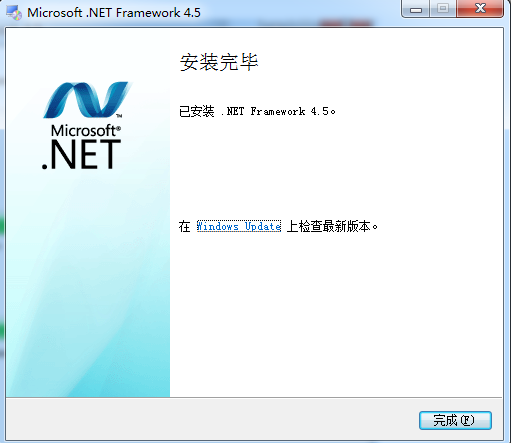 Microsoft .NET Framework 4.5
安装完毕
已安装 .NET Framework 4.5。
Microsoft®
.NET™
在 Windows Update 上检查最新版本。
完成(F)